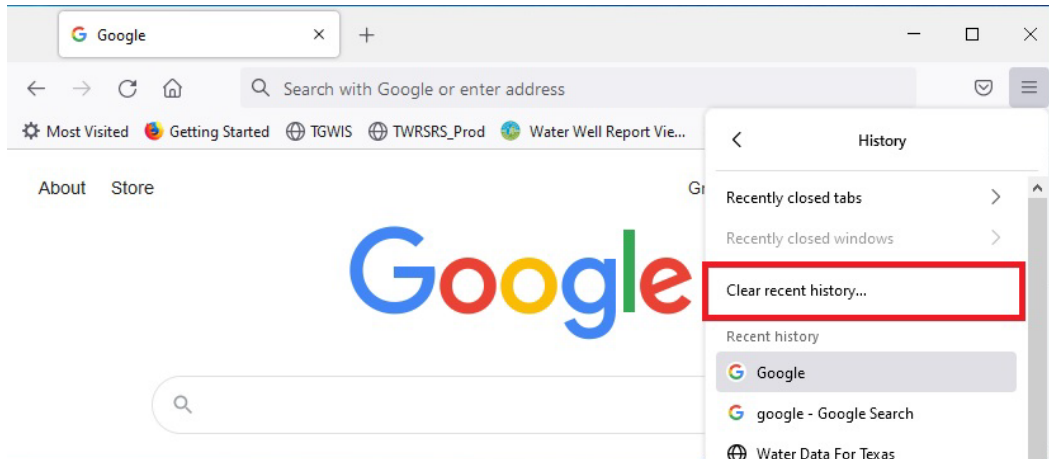 Google
Search with Google or enter address
Most Visited Getting Started TGWIS TWRSRS_Prod Water Well Report Vie...
History
About Store Gr
Recently closed tabs
Recently closed windows
Google
Clear recent history...
Recent history
Google
google - Google Search
Water Data For Texas